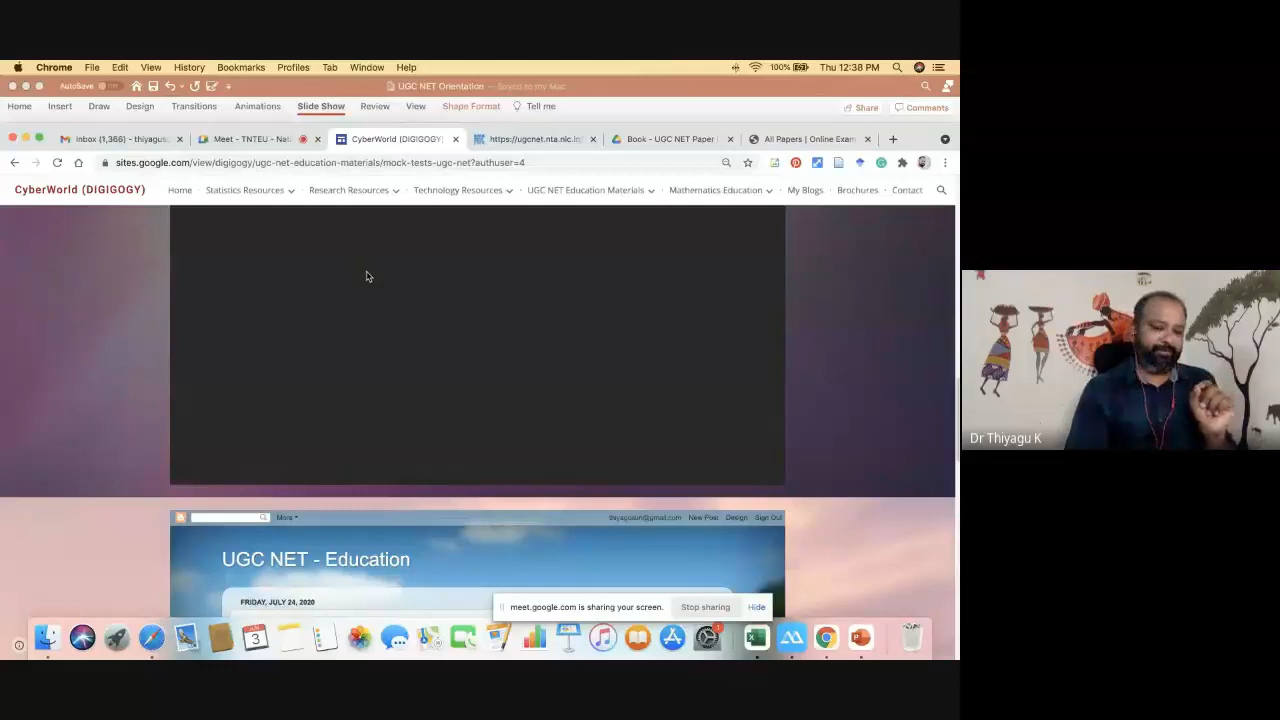 Chrome File Edit View History Bookmarks Profiles Tab Window Help 100% Thu 12:38 PM
AutoSave UGC NET Orientation — Saved to my Mac
Home Insert Draw Design Transitions Animations Slide Show Review View Shape Format Tell me Share Comments
Inbox (1,366) - thiyagus Meet - TNTEU - Nat CyberWorld (DIGIGOGY) https://ugcnet.nta.nic.in Book - UGC NET Paper All Papers | Online Exam
sites.google.com/view/digigogy/ugc-net-education-materials/mock-tests-ugc-net?authuser=4
CyberWorld (DIGIGOGY) Home Statistics Resources Research Resources Technology Resources UGC NET Education Materials Mathematics Education My Blogs Brochures Contact
More thiyagusuri@gmail.com New Post Design Sign Out
UGC NET - Education
FRIDAY, JULY 24, 2020
meet.google.com is sharing your screen. Stop sharing Hide
3
1
Dr Thiyagu K